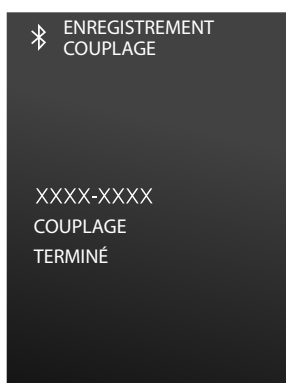 ENREGISTREMENT
COUPLAGE
XXXX-XXXX
COUPLAGE
TERMINÉ